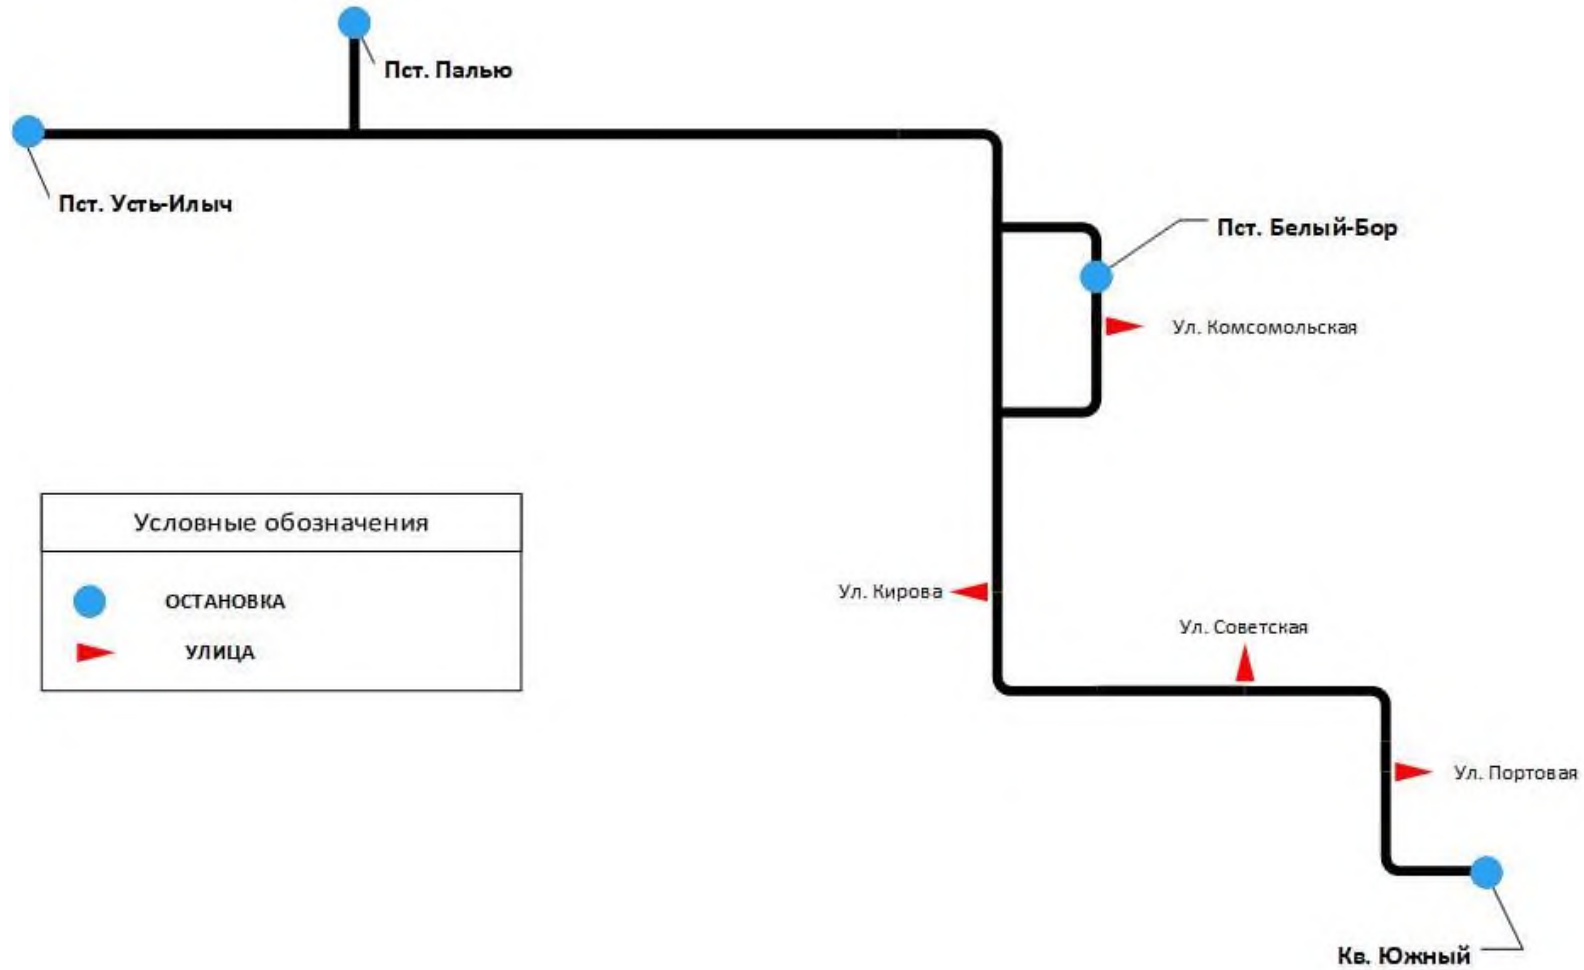 Пст. Палью
Пст. Усть-Илыч
Пст. Белый-Бор
Ул. Комсомольская
Условные обозначения
ОСТАНОВКА
УЛИЦА
Ул. Кирова
Ул. Советская
Ул. Портовая
Кв. Южный